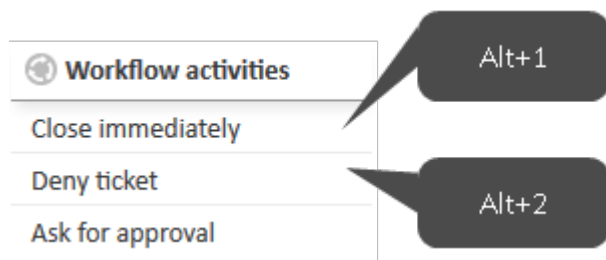 Workflow activities
Alt+1
Close immediately
Deny ticket
Alt+2
Ask for approval